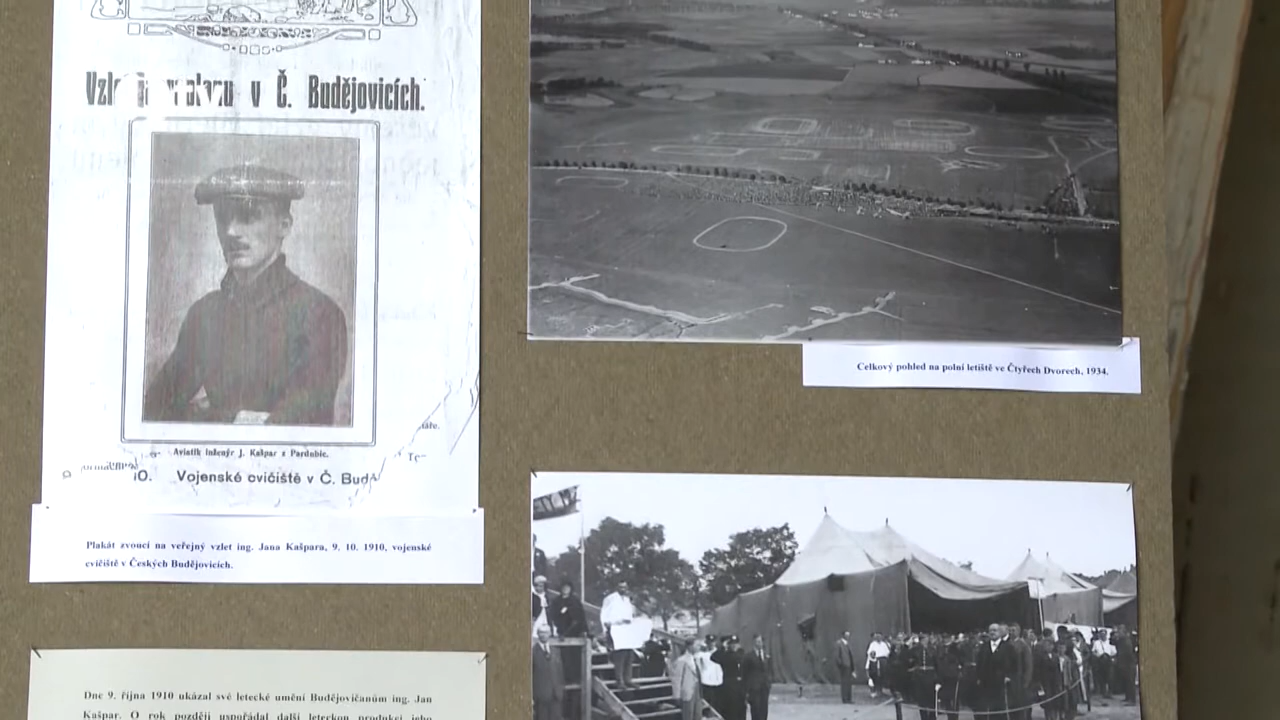 v Č. Budějovicích.
Aviatik inženýr J. Kašpar z Pardubic.
Vojenské cvičiště v Č.
Plakát zvoucí na veřejný vzlet ing. Jana Kašpara, 9. 10. 1910, vojenské
cvičiště v Českých Budějovicích.
Dne 9. října 1910 ukázal své letecké umění Budějovičanům ing. Jan
Kašpar. O rok později uspořádal další leteckou produkci jeho
Celkový pohled na polní letiště ve Čtyřech Dvorech, 1934.